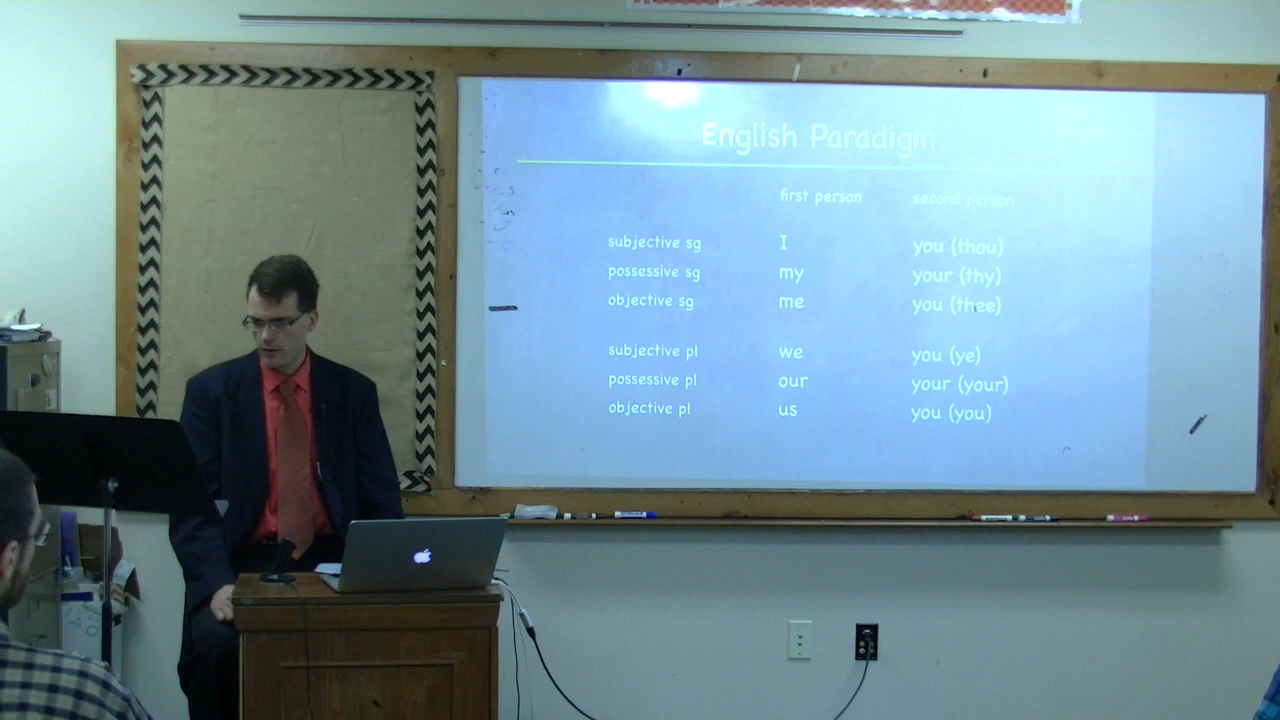 English Paradigm
first person second person
subjective sg I you (thou)
possessive sg my your (thy)
objective sg me you (thee)
subjective pl we you (ye)
possessive pl our your (your)
objective pl us you (you)